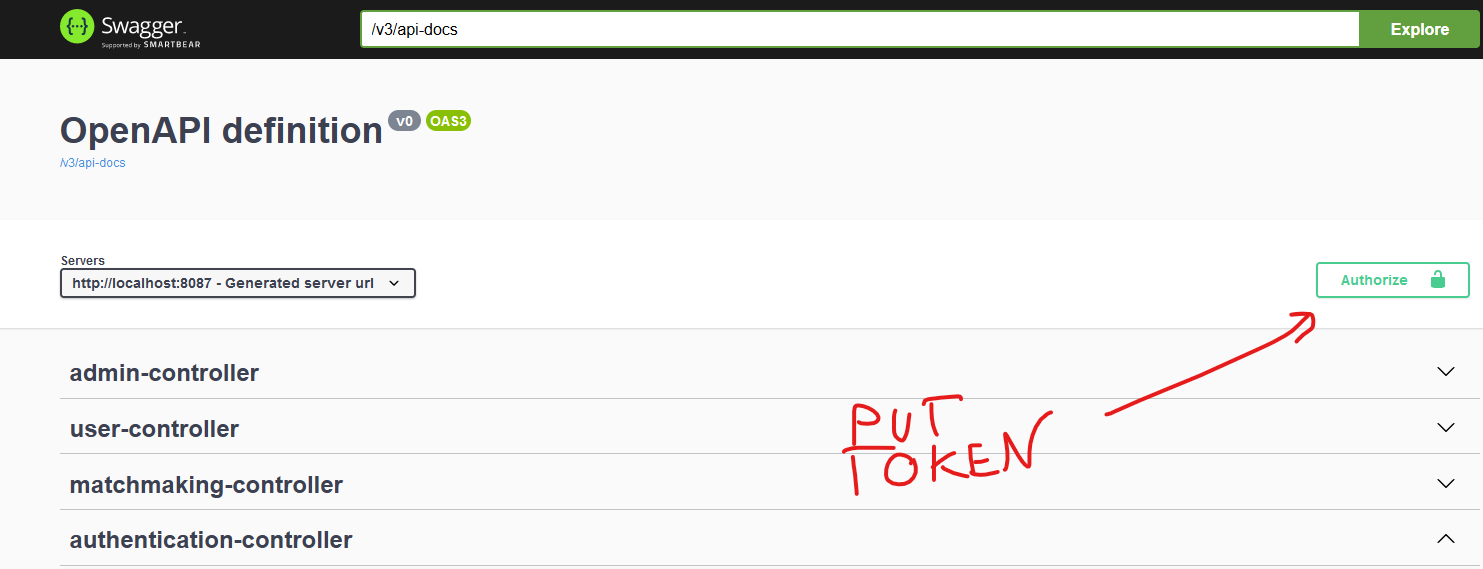 Swagger
Supported by SMARTBEAR
/v3/api-docs
Explore
OpenAPI definition v0 OAS3
/v3/api-docs
Servers
http://localhost:8087 - Generated server url
Authorize
admin-controller
user-controller
matchmaking-controller
authentication-controller
PUT
TOKEN